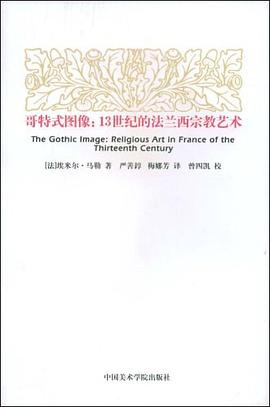 哥特式图像：13世纪的法兰西宗教艺术
The Gothic Image: Religious Art in France of the
Thirteenth Century
[法]埃米尔·马勒 著 严善錞 梅娜芳 译 曾四凯 校
中国美术学院出版社